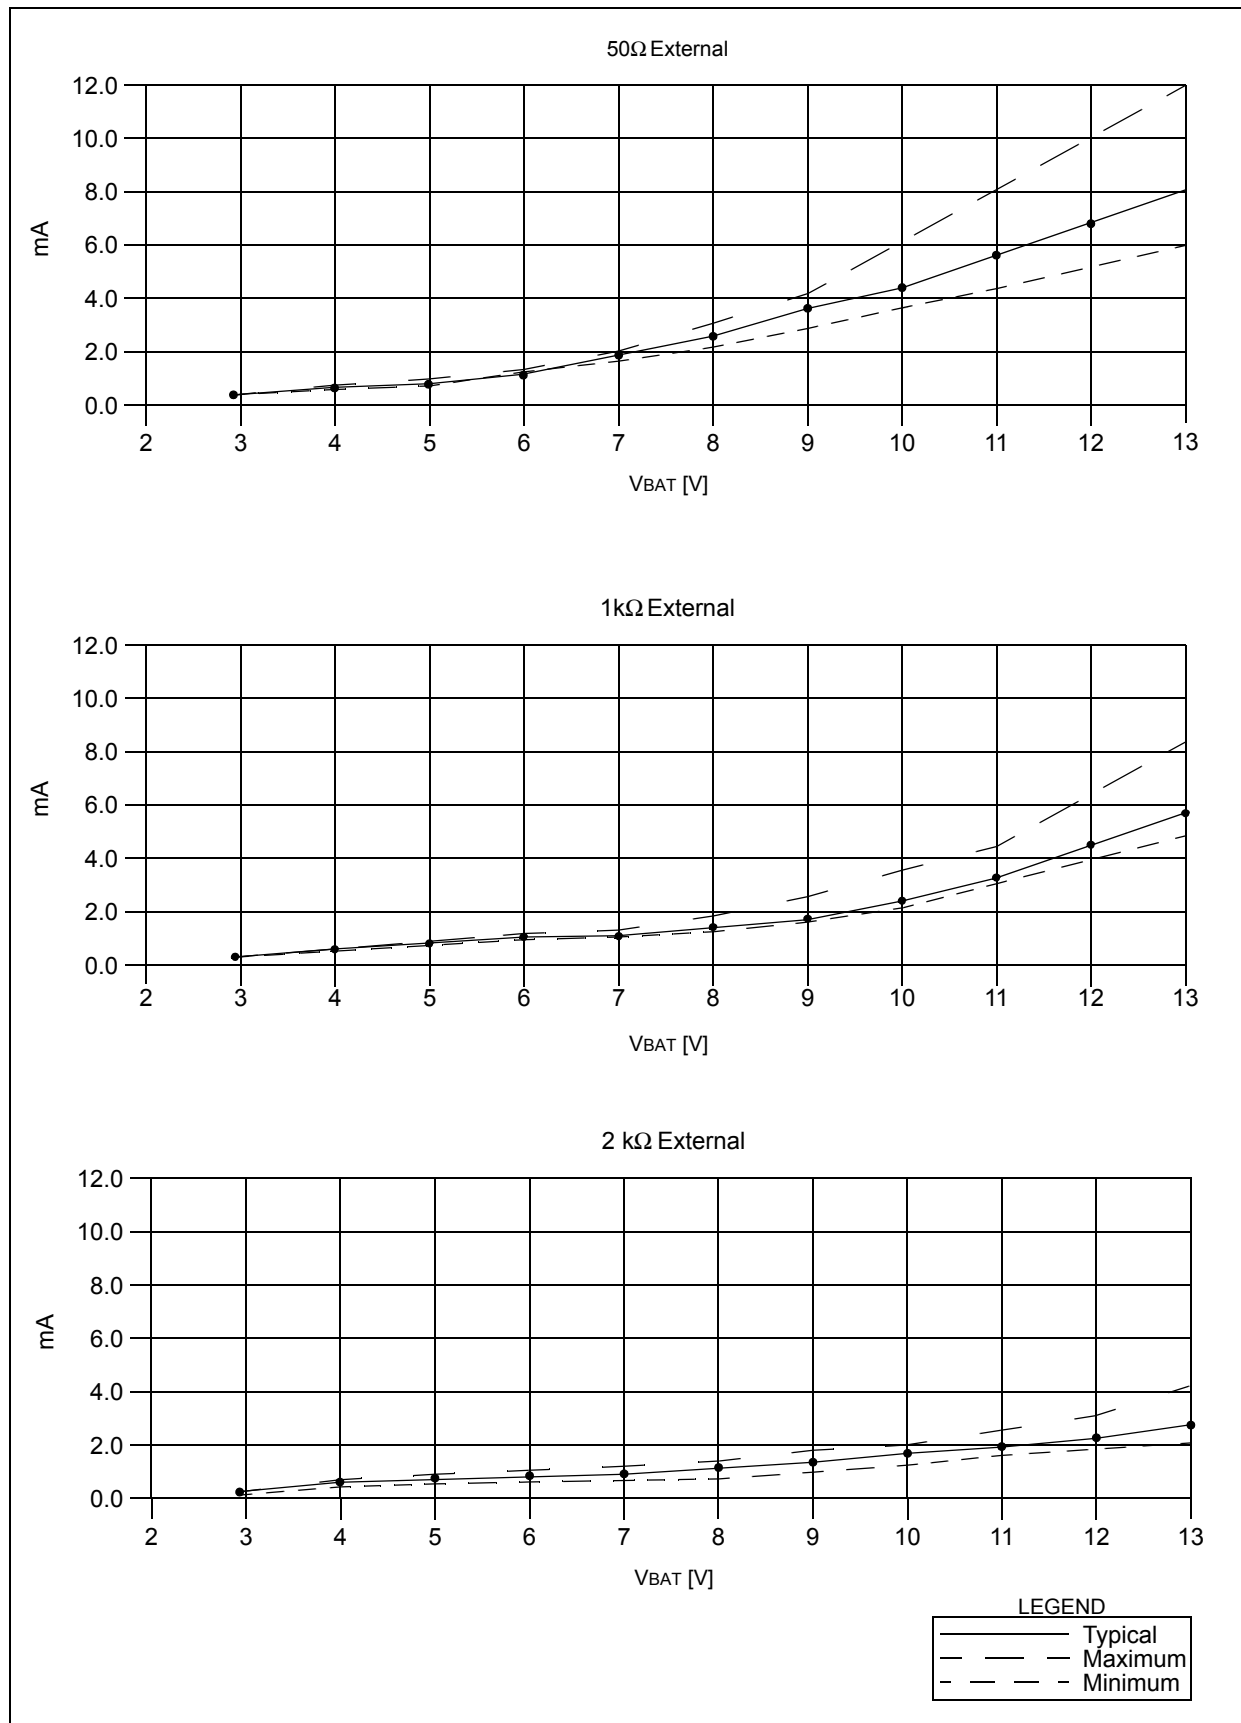 50Ω External
12.0
10.0
8.0
6.0
4.0
2.0
0.0
mA
2 3 4 5 6 7 8 9 10 11 12 13
VBAT [V]
1kΩ External
12.0
10.0
8.0
6.0
4.0
2.0
0.0
mA
2 3 4 5 6 7 8 9 10 11 12 13
VBAT [V]
2 kΩ External
12.0
10.0
8.0
6.0
4.0
2.0
0.0
mA
2 3 4 5 6 7 8 9 10 11 12 13
VBAT [V]
LEGEND
Typical
Maximum
Minimum